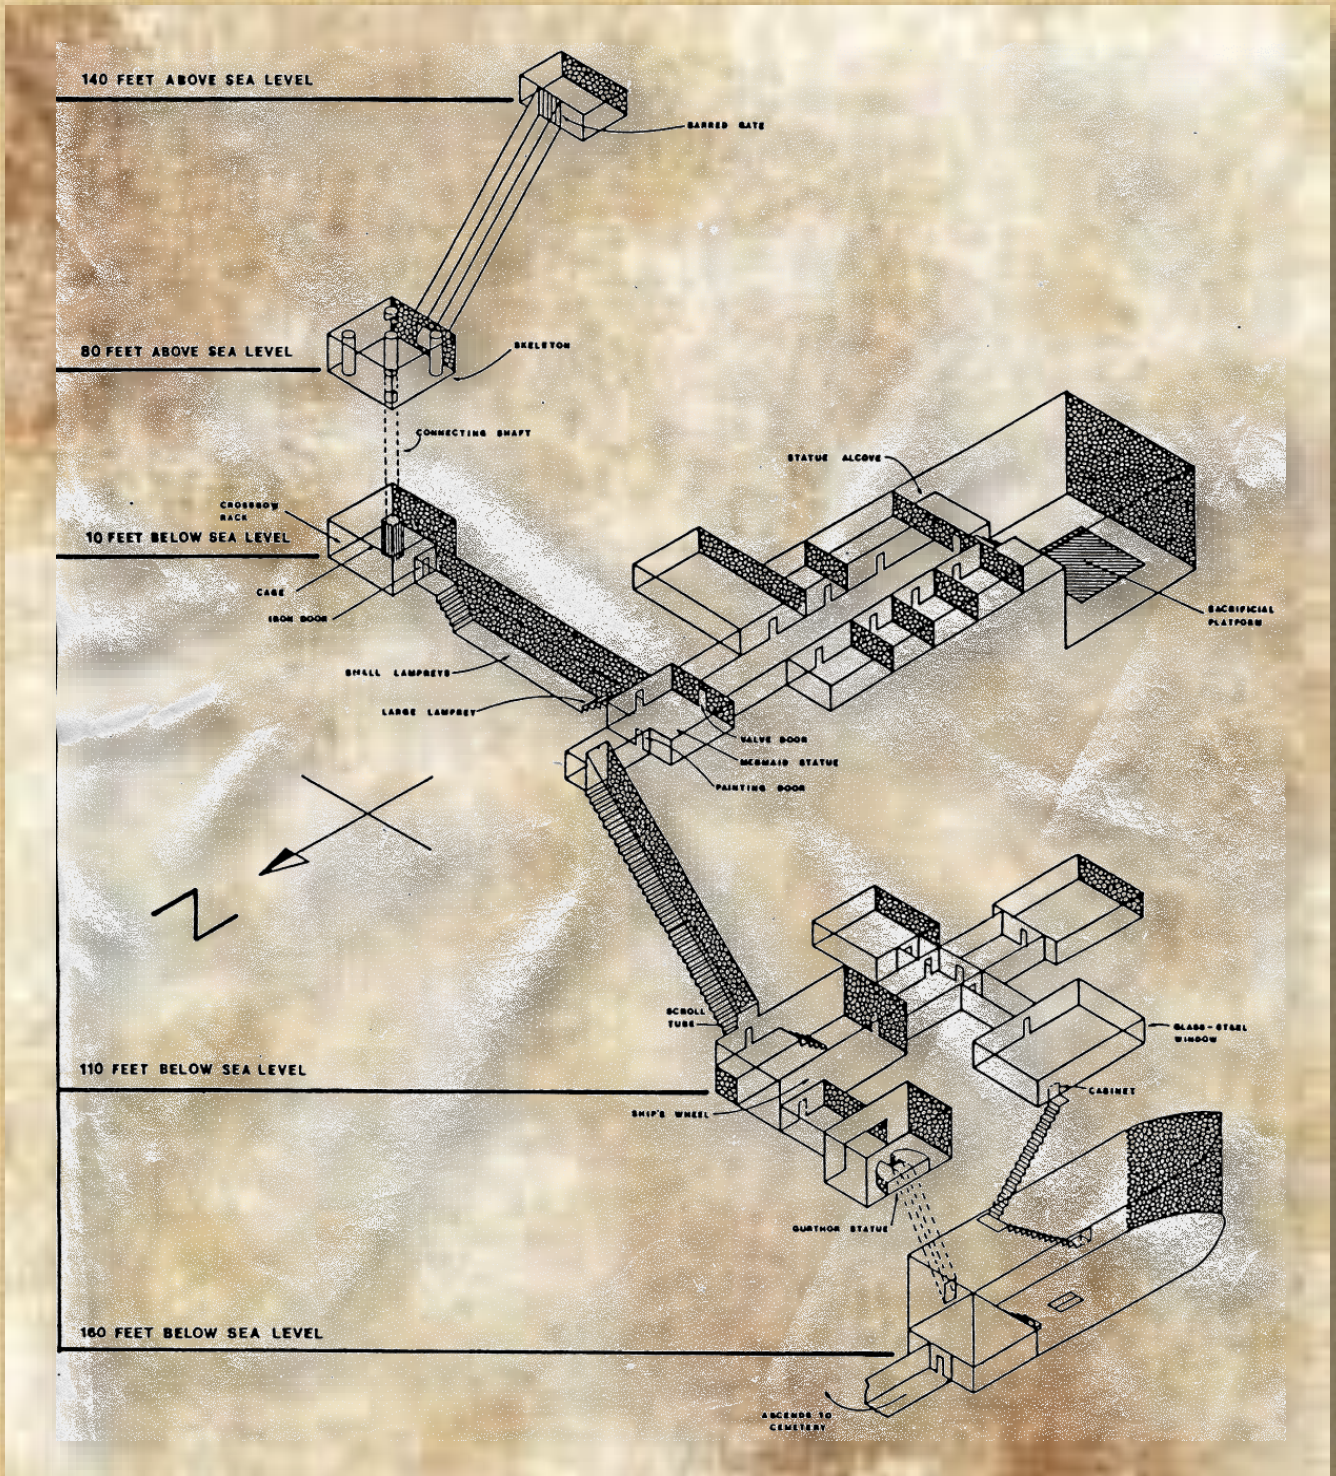 140 FEET ABOVE SEA LEVEL
BARRED GATE
80 FEET ABOVE SEA LEVEL
SKELETON
CONNECTING SHAFT
STATUE ALCOVE
CROSSBOW
RACK
10 FEET BELOW SEA LEVEL
CAGE
IRON DOOR
SACRIFICIAL
PLATFORM
SMALL LAMPREYS
LARGE LAMPREY
VALVE DOOR
MERMAID STATUE
PAINTING DOOR
N
SCROLL
TUBE
GLASS-STEEL
WINDOW
110 FEET BELOW SEA LEVEL
CABINET
SHIP'S WHEEL
GURTHOR STATUE
160 FEET BELOW SEA LEVEL
ASCENDS TO
CEMETERY